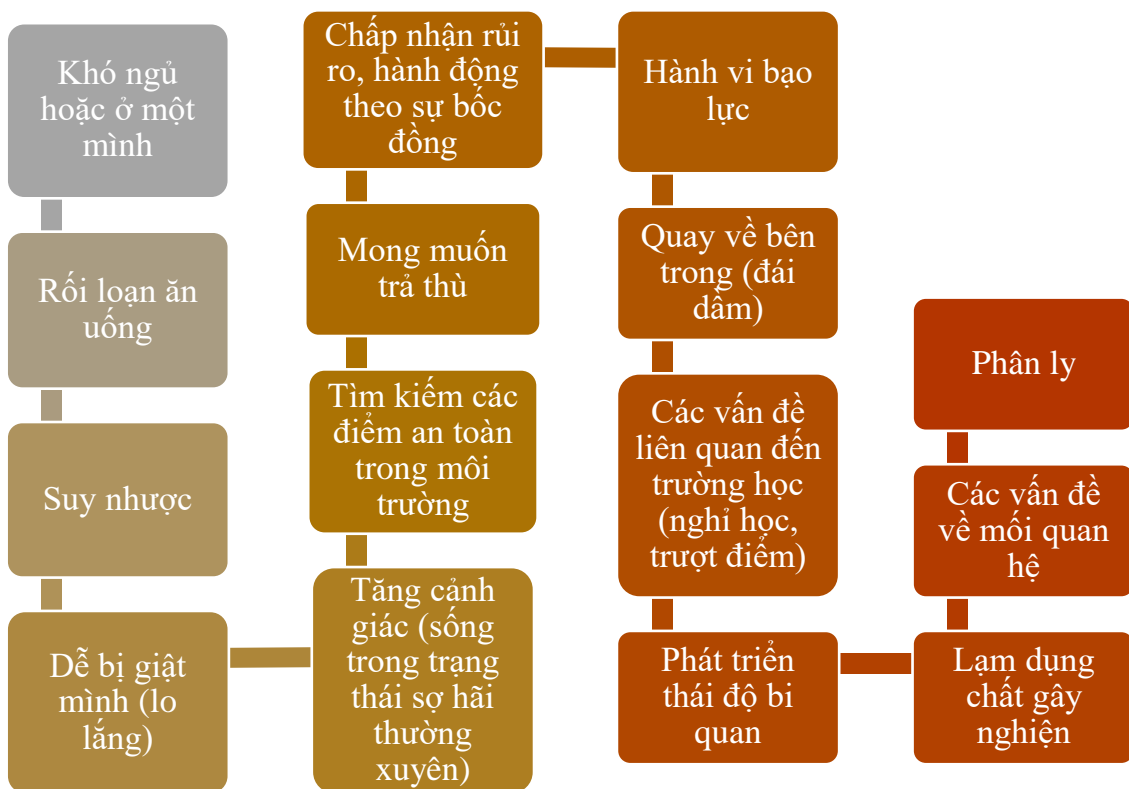 Khó ngủ
hoặc ở một
mình
Rối loạn ăn
uống
Suy nhược
Dễ bị giật
mình (lo
lắng)
Tăng cảnh
giác (sống
trong trạng
thái sợ hãi
thường
xuyên)
Tìm kiếm các
điểm an toàn
trong môi
trường
Mong muốn
trả thù
Chấp nhận rủi
ro, hành động
theo sự bốc
đồng
Hành vi bạo
lực
Quay về bên
trong (đái
dầm)
Các vấn đề
liên quan đến
trường học
(nghỉ học,
trượt điểm)
Phát triển
thái độ bi
quan
Lạm dụng
chất gây
nghiện
Các vấn đề
về mối quan
hệ
Phân ly